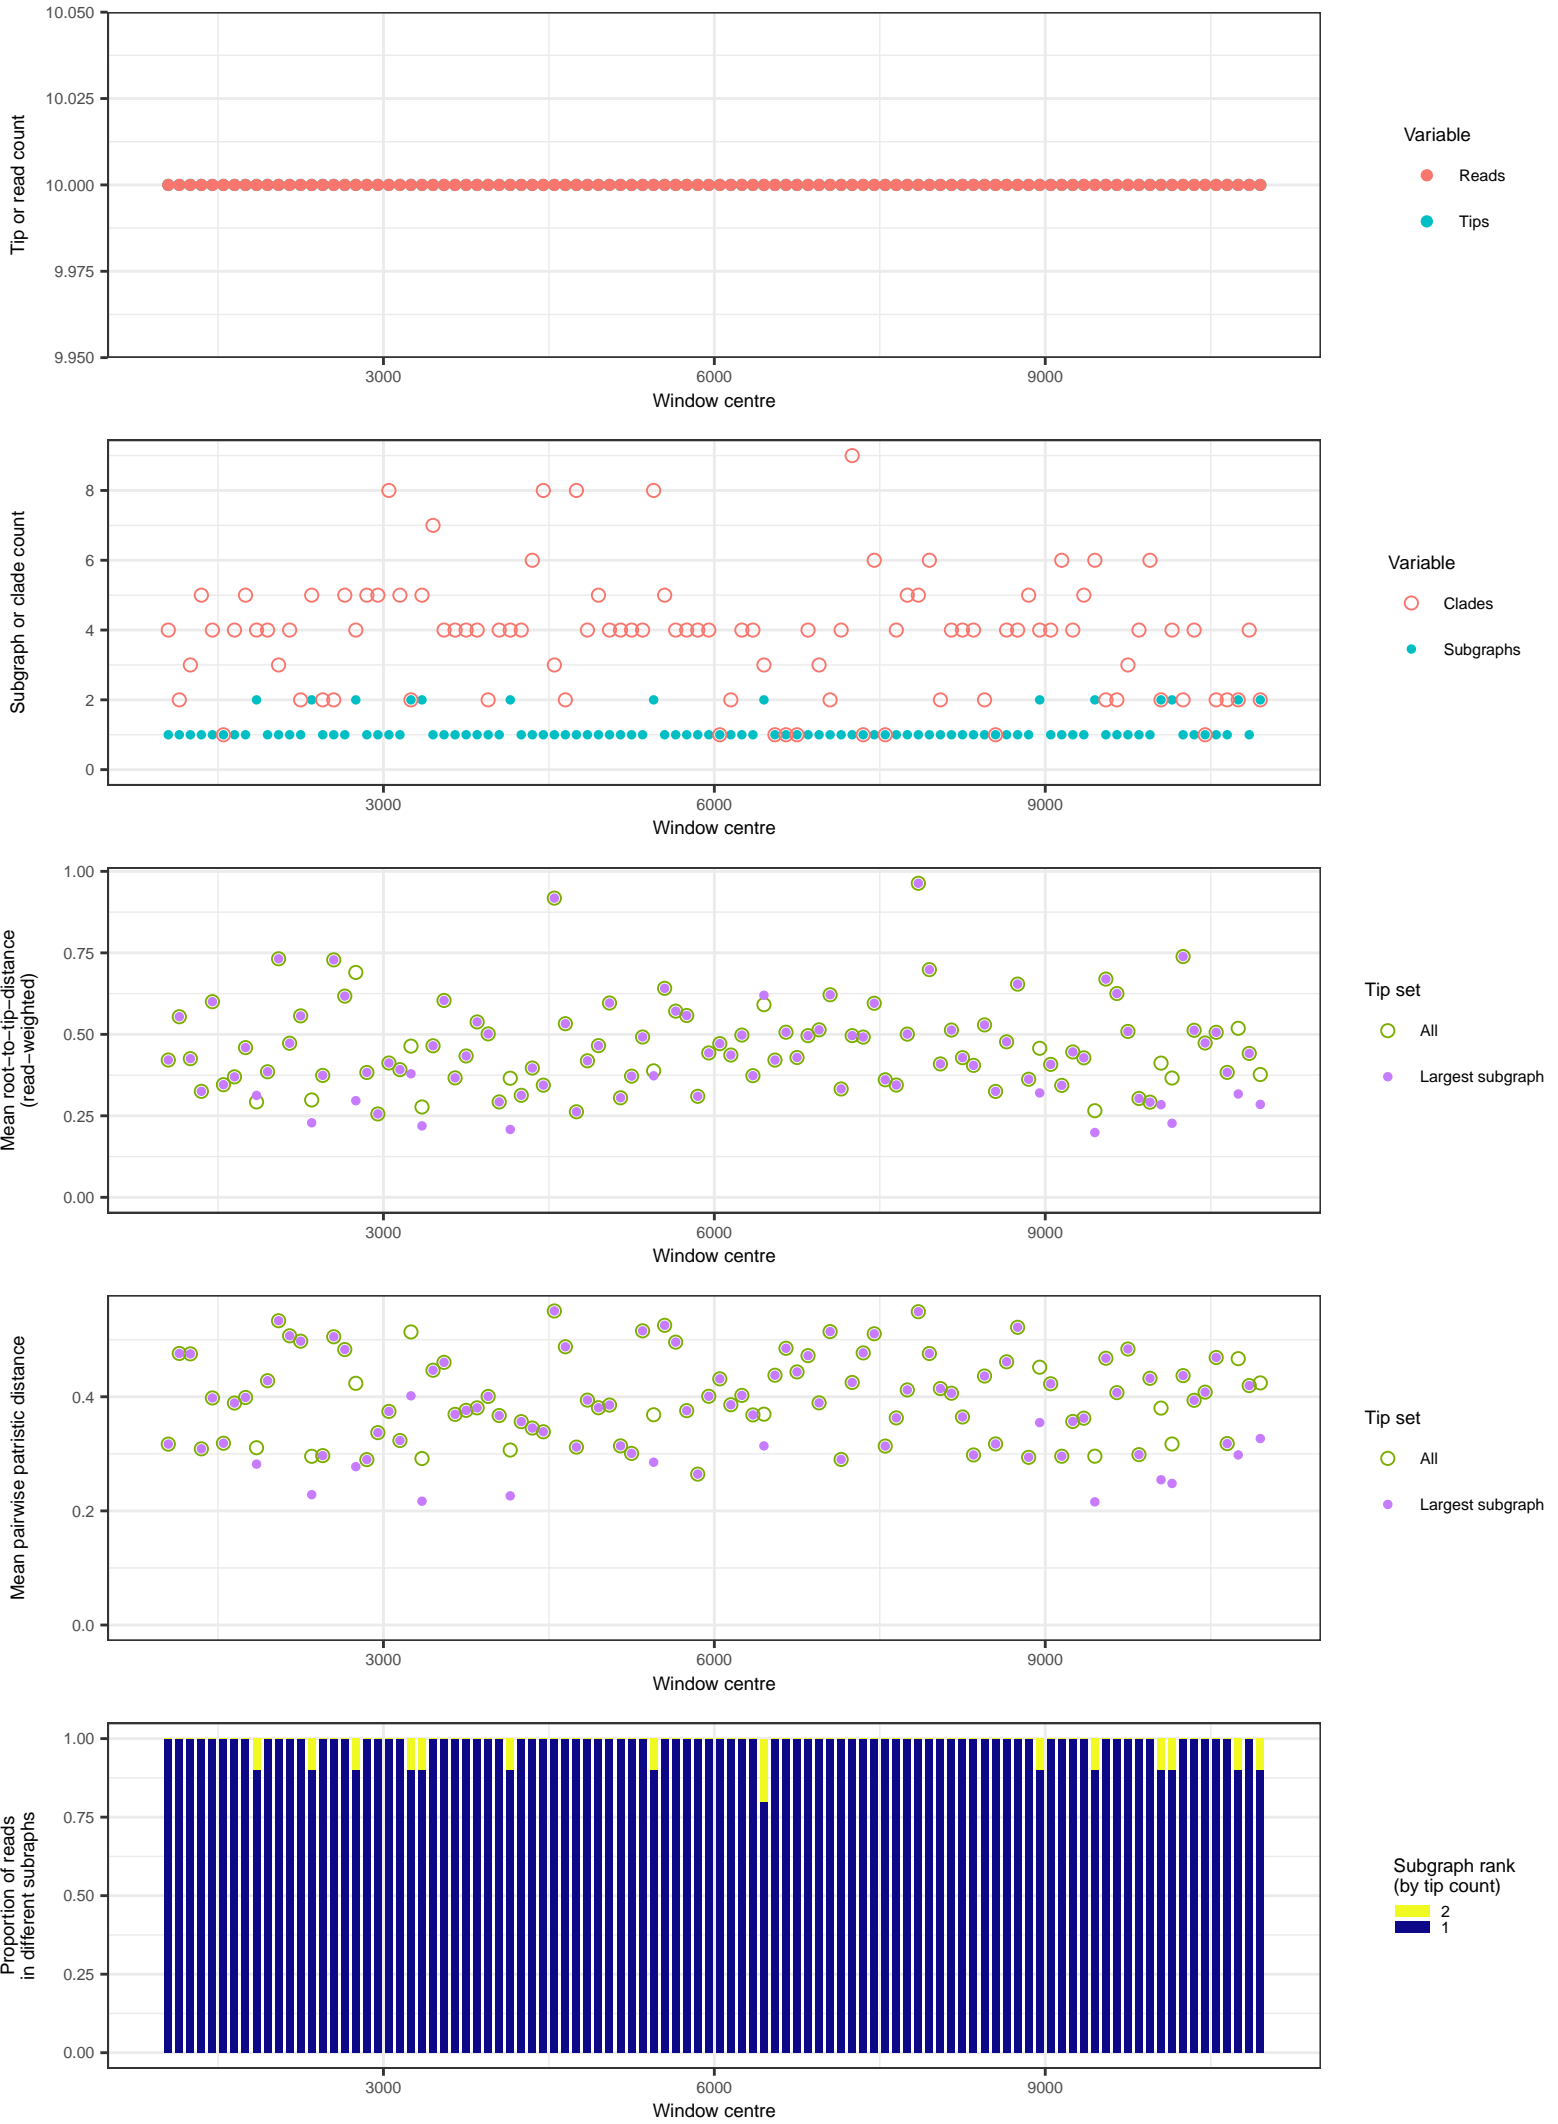 Tip or read count
10.050
10.025
10.000
9.975
9.950
3000 6000 9000
Window centre
Variable
Reads
Tips
Subgraph or clade count
8
6
4
2
0
3000 6000 9000
Window centre
Variable
Clades
Subgraphs
Mean root−to−tip−distance
(read−weighted)
1.00
0.75
0.50
0.25
0.00
3000 6000 9000
Window centre
Tip set
All
Largest subgraph
Mean pairwise patristic distance
0.4
0.2
0.0
3000 6000 9000
Window centre
Tip set
All
Largest subgraph
Proportion of reads
in different subraphs
1.00
0.75
0.50
0.25
0.00
3000 6000 9000
Window centre
Subgraph rank
(by tip count)
2
1